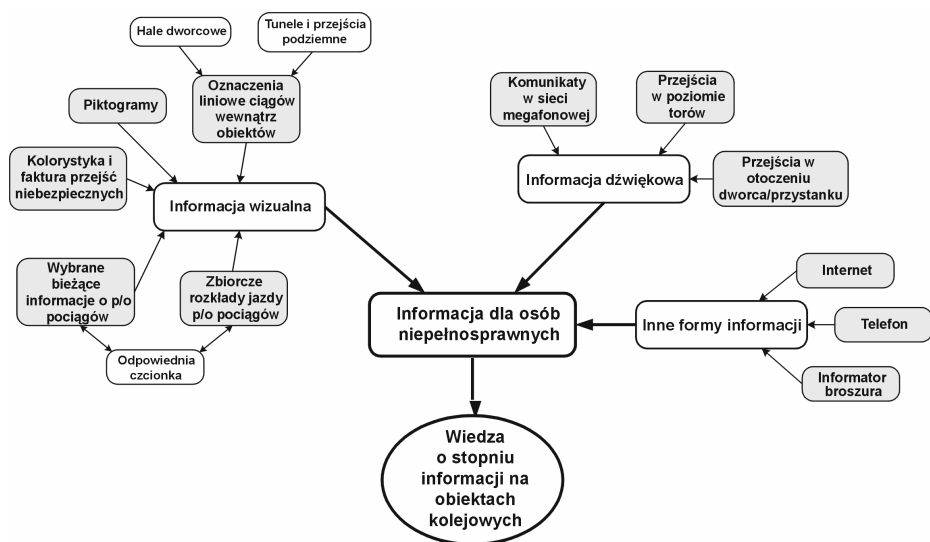 Hale dworcowe
Tunele i przejścia
podziemne
Oznaczenia
liniowe ciągów
wewnątrz
obiektów
Piktogramy
Kolorystyka i
faktura przejść
niebezpiecznych
Informacja wizualna
Wybrane
bieżące
informacje o p/o
pociągów
Zbiorcze
rozkłady jazdy
p/o pociągów
Odpowiednia
czcionka
Komunikaty
w sieci
megafonowej
Przejścia
w poziomie
torów
Informacja dźwiękowa
Przejścia w
otoczeniu
dworca/przystanku
Informacja dla osób
niepełnosprawnych
Inne formy informacji
Internet
Telefon
Informator
broszura
Wiedza
o stopniu
informacji na
obiektach
kolejowych